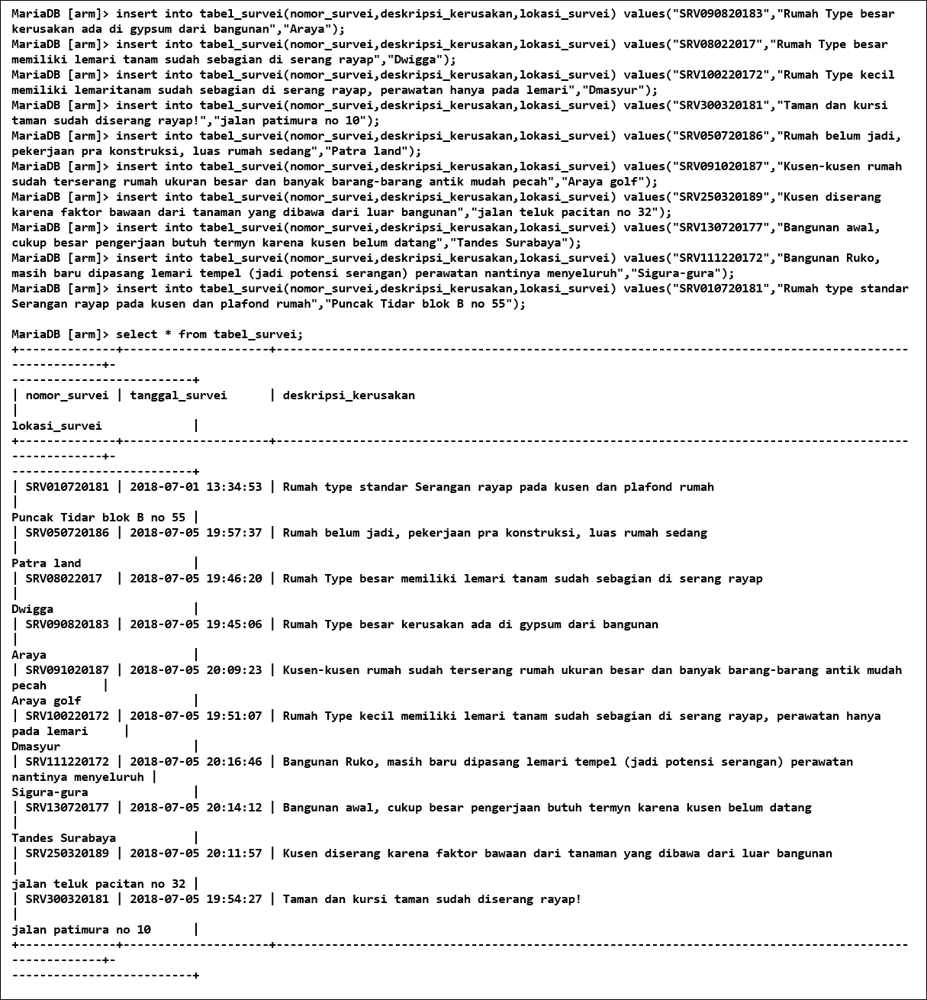 MariaDB [arm]> insert into tabel_survei(nomor_survei,deskripsi_kerusakan,lokasi_survei) values("SRV090820183","Rumah Type besar
kerusakan ada di gypsum dari bangunan","Araya");
MariaDB [arm]> insert into tabel_survei(nomor_survei,deskripsi_kerusakan,lokasi_survei) values("SRV08022017","Rumah Type besar
memiliki lemari tanam sudah sebagian di serang rayap","Dwigga");
MariaDB [arm]> insert into tabel_survei(nomor_survei,deskripsi_kerusakan,lokasi_survei) values("SRV100220172","Rumah Type kecil
memiliki lemaritanam sudah sebagian di serang rayap, perawatan hanya pada lemari","Dmasyur");
MariaDB [arm]> insert into tabel_survei(nomor_survei,deskripsi_kerusakan,lokasi_survei) values("SRV300320181","Taman dan kursi
taman sudah diserang rayap!","jalan patimura no 10");
MariaDB [arm]> insert into tabel_survei(nomor_survei,deskripsi_kerusakan,lokasi_survei) values("SRV050720186","Rumah belum jadi,
pekerjaan pra konstruksi, luas rumah sedang","Patra land");
MariaDB [arm]> insert into tabel_survei(nomor_survei,deskripsi_kerusakan,lokasi_survei) values("SRV091020187","Kusen-kusen rumah
sudah terserang rumah ukuran besar dan banyak barang-barang antik mudah pecah","Araya golf");
MariaDB [arm]> insert into tabel_survei(nomor_survei,deskripsi_kerusakan,lokasi_survei) values("SRV250320189","Kusen diserang
karena faktor bawaan dari tanaman yang dibawa dari luar bangunan","jalan teluk pacitan no 32");
MariaDB [arm]> insert into tabel_survei(nomor_survei,deskripsi_kerusakan,lokasi_survei) values("SRV130720177","Bangunan awal,
cukup besar pengerjaan butuh termyn karena kusen belum datang","Tandes Surabaya");
MariaDB [arm]> insert into tabel_survei(nomor_survei,deskripsi_kerusakan,lokasi_survei) values("SRV111220172","Bangunan Ruko,
masih baru dipasang lemari tempel (jadi potensi serangan) perawatan nantinya menyeluruh","Sigura-gura");
MariaDB [arm]> insert into tabel_survei(nomor_survei,deskripsi_kerusakan,lokasi_survei) values("SRV010720181","Rumah type standar
Serangan rayap pada kusen dan plafond rumah","Puncak Tidar blok B no 55");

MariaDB [arm]> select * from tabel_survei;
+--------------+---------------------+-------------------------------------------------------------------------------------------
-------------+-
--------------------------+
| nomor_survei | tanggal_survei      | deskripsi_kerusakan
|
lokasi_survei             |
+--------------+---------------------+-------------------------------------------------------------------------------------------
-------------+-
--------------------------+
| SRV010720181 | 2018-07-01 13:34:53 | Rumah type standar Serangan rayap pada kusen dan plafond rumah
|
Puncak Tidar blok B no 55 |
| SRV050720186 | 2018-07-05 19:57:37 | Rumah belum jadi, pekerjaan pra konstruksi, luas rumah sedang
|
Patra land                |
| SRV08022017  | 2018-07-05 19:46:20 | Rumah Type besar memiliki lemari tanam sudah sebagian di serang rayap
|
Dwigga                    |
| SRV090820183 | 2018-07-05 19:45:06 | Rumah Type besar kerusakan ada di gypsum dari bangunan
|
Araya                     |
| SRV091020187 | 2018-07-05 20:09:23 | Kusen-kusen rumah sudah terserang rumah ukuran besar dan banyak barang-barang antik mudah
pecah        |
Araya golf                |
| SRV100220172 | 2018-07-05 19:51:07 | Rumah Type kecil memiliki lemari tanam sudah sebagian di serang rayap, perawatan hanya
pada lemari     |
Dmasyur                   |
| SRV111220172 | 2018-07-05 20:16:46 | Bangunan Ruko, masih baru dipasang lemari tempel (jadi potensi serangan) perawatan
nantinya menyeluruh |
Sigura-gura               |
| SRV130720177 | 2018-07-05 20:14:12 | Bangunan awal, cukup besar pengerjaan butuh termyn karena kusen belum datang
|
Tandes Surabaya           |
| SRV250320189 | 2018-07-05 20:11:57 | Kusen diserang karena faktor bawaan dari tanaman yang dibawa dari luar bangunan
|
jalan teluk pacitan no 32 |
| SRV300320181 | 2018-07-05 19:54:27 | Taman dan kursi taman sudah diserang rayap!
|
jalan patimura no 10      |
+--------------+---------------------+-------------------------------------------------------------------------------------------
-------------+-
--------------------------+